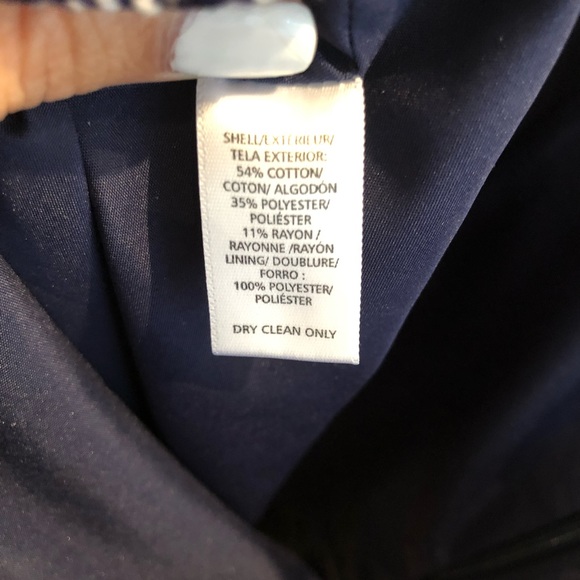 SHELL/EXTERIEUR/
TELA EXTERIOR:
54% COTTON/
COTON/ ALGODÓN
35% POLYESTER/
POLIÉSTER
11% RAYON /
RAYONNE /RAYÓN
LINING/ DOUBLURE/
FORRO :
100% POLYESTER/
POLIÉSTER
DRY CLEAN ONLY